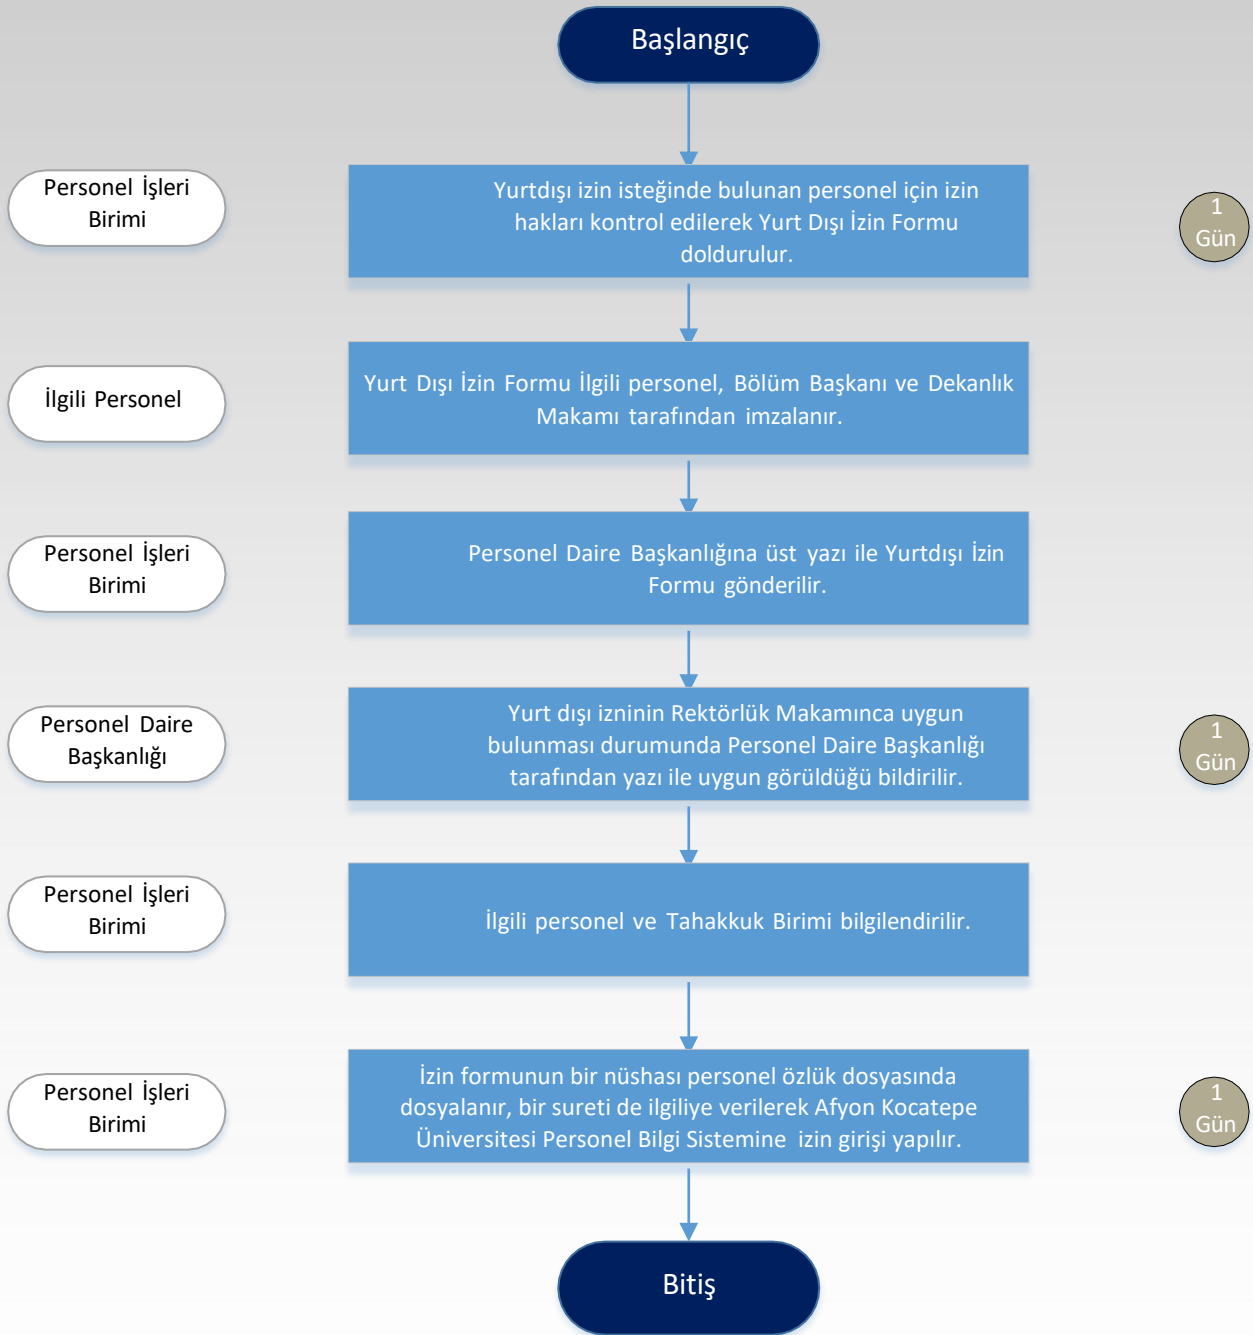 Başlangıç
Personel İşleri
Birimi
Yurtdışı izin isteğinde bulunan personel için izin
hakları kontrol edilerek Yurt Dışı İzin Formu
doldurulur.
1
Gün
İlgili Personel
Yurt Dışı İzin Formu İlgili personel, Bölüm Başkanı ve Dekanlık
Makamı tarafından imzalanır.
Personel İşleri
Birimi
Personel Daire Başkanlığına üst yazı ile Yurtdışı İzin
Formu gönderilir.
Personel Daire
Başkanlığı
Yurt dışı izninin Rektörlük Makamınca uygun
bulunması durumunda Personel Daire Başkanlığı
tarafından yazı ile uygun görüldüğü bildirilir.
1
Gün
Personel İşleri
Birimi
İlgili personel ve Tahakkuk Birimi bilgilendirilir.
Personel İşleri
Birimi
İzin formunun bir nüshası personel özlük dosyasında
dosyalanır, bir sureti de ilgiliye verilerek Afyon Kocatepe
Üniversitesi Personel Bilgi Sistemine izin girişi yapılır.
1
Gün
Bitiş